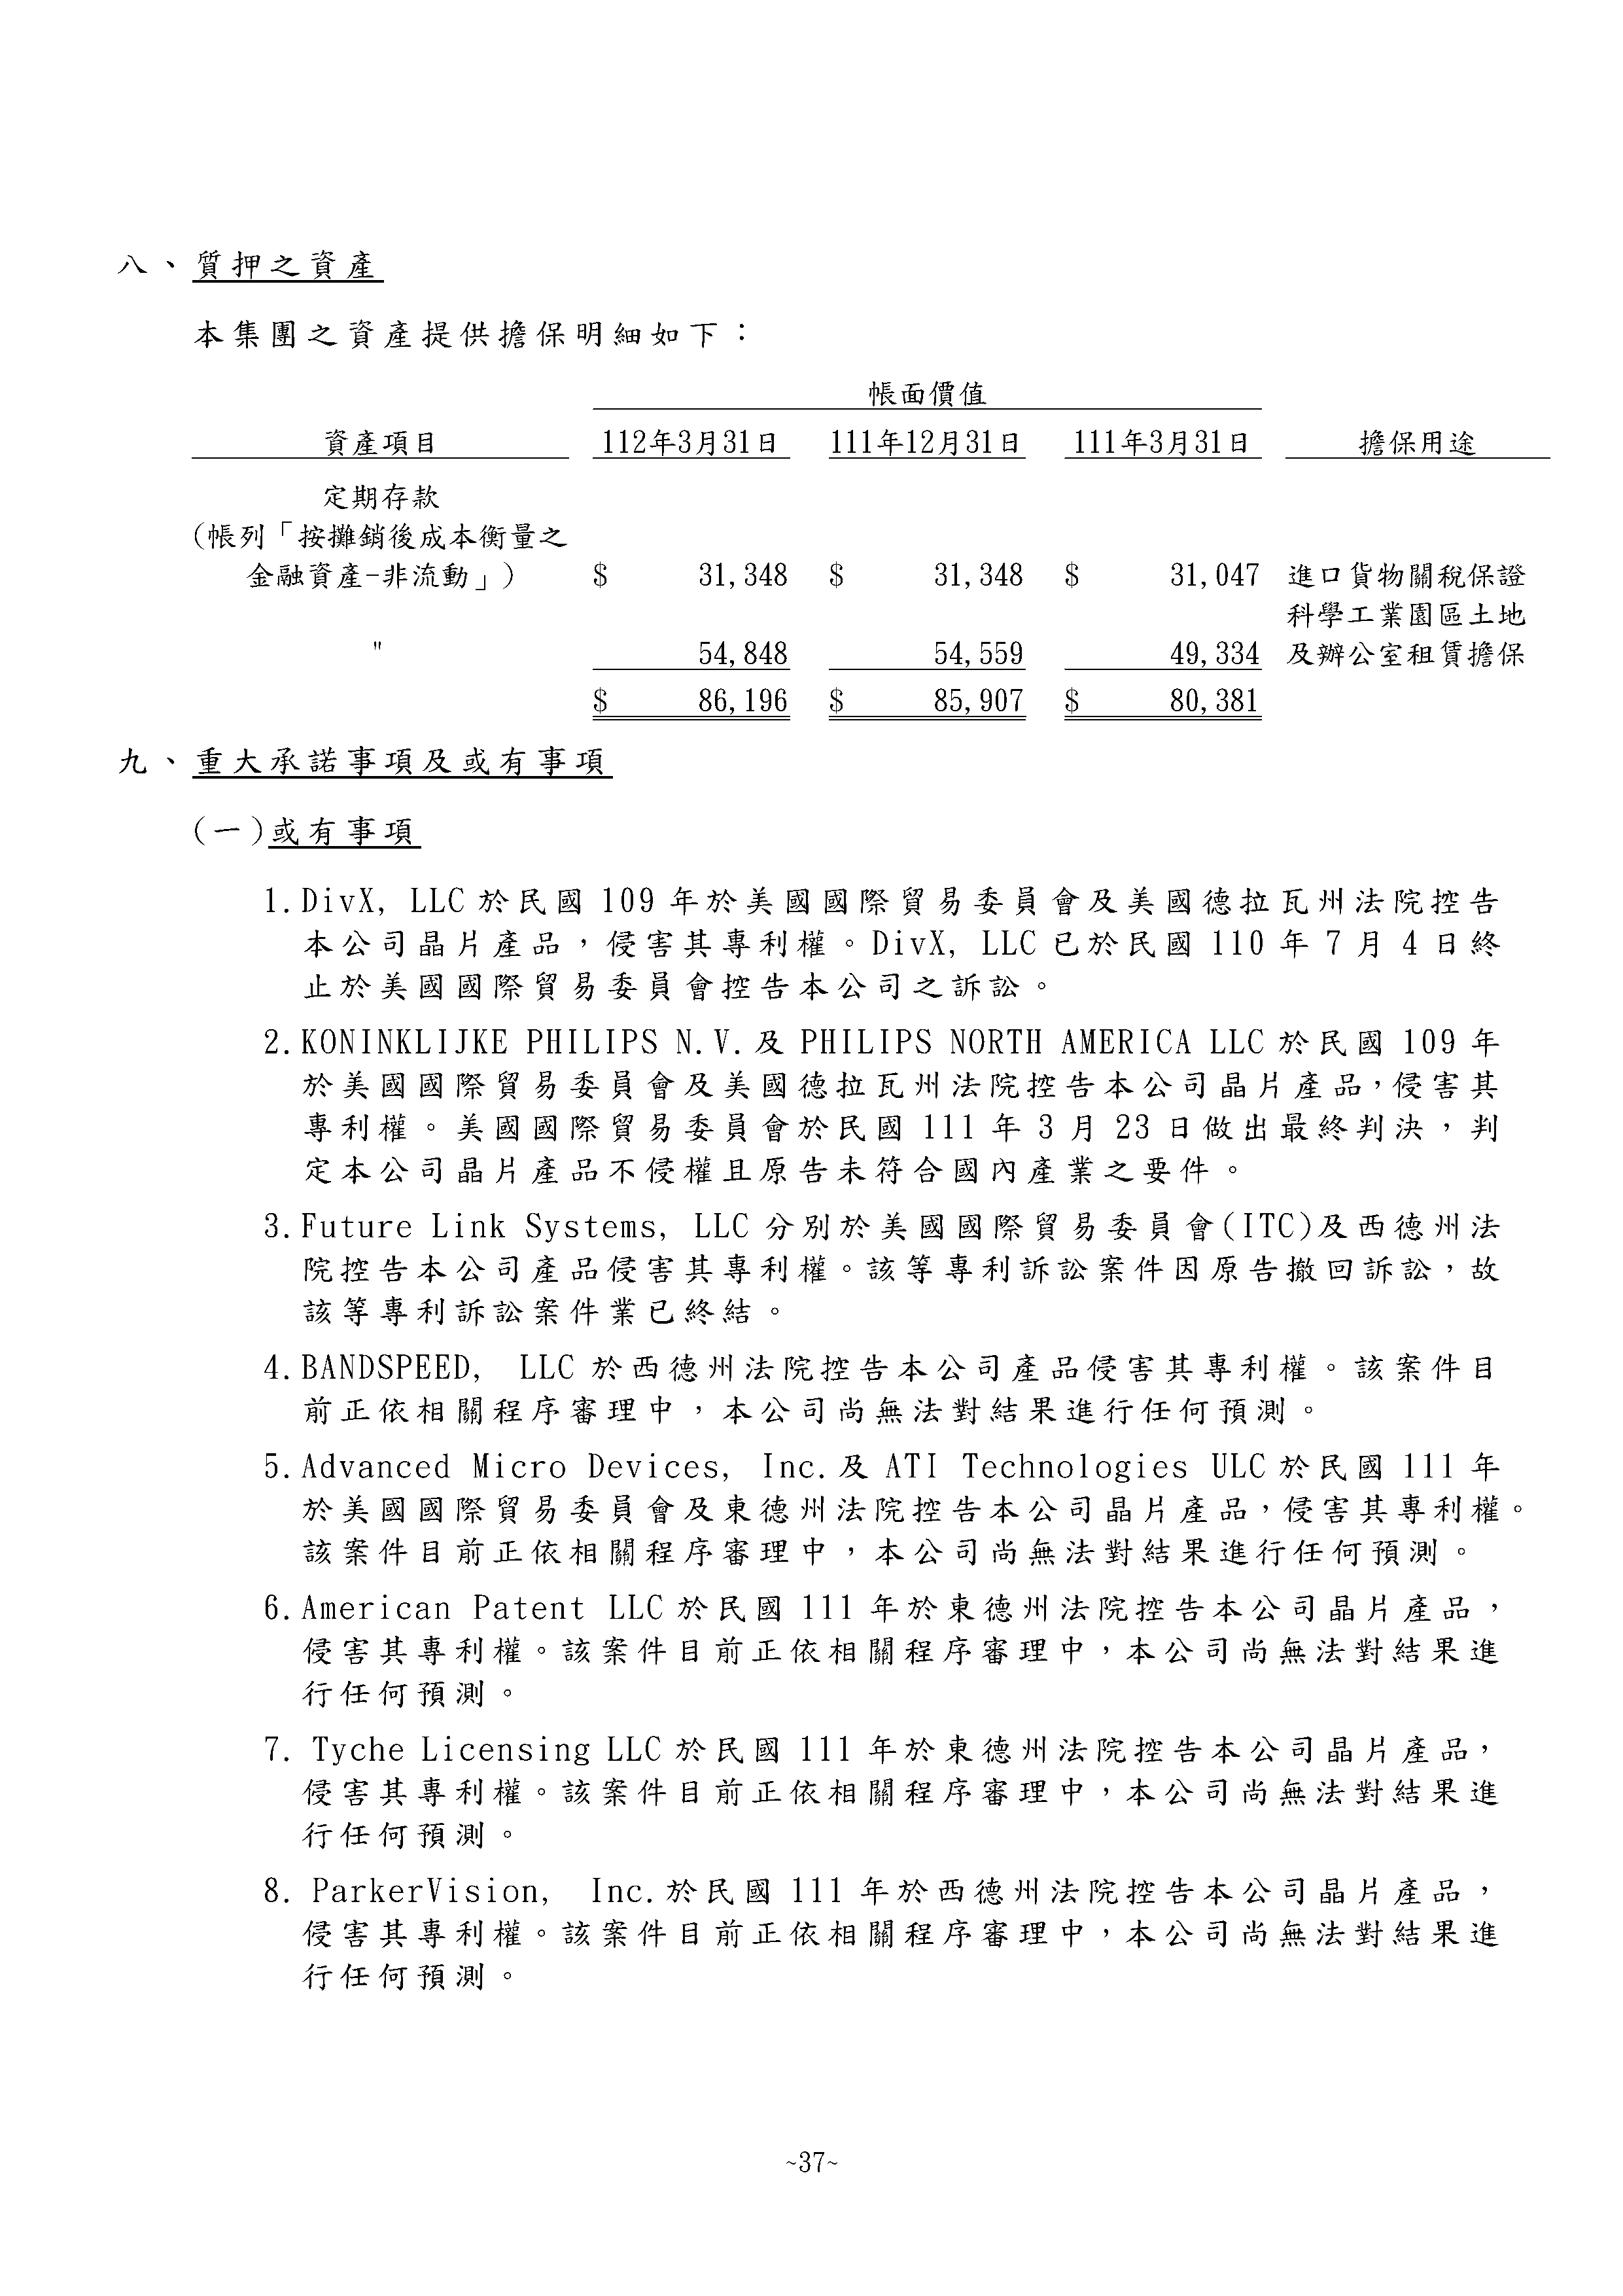 八、質押之資產
本集團之資產提供擔保明細如下：
帳面價值
資產項目 112年3月31日 111年12月31日 111年3月31日 擔保用途
定期存款
(帳列「按攤銷後成本衡量之
金融資產-非流動」) $ 31,348 $ 31,348 $ 31,047 進口貨物關稅保證
科學工業園區土地
" 54,848 54,559 49,334 及辦公室租賃擔保
$ 86,196 $ 85,907 $ 80,381
九、重大承諾事項及或有事項
(一)或有事項
1.DivX, LLC 於民國 109 年於美國國際貿易委員會及美國德拉瓦州法院控告
本公司晶片產品，侵害其專利權。DivX, LLC 已於民國 110 年 7 月 4 日終
止於美國國際貿易委員會控告本公司之訴訟。
2.KONINKLIJKE PHILIPS N.V.及 PHILIPS NORTH AMERICA LLC 於民國 109 年
於美國國際貿易委員會及美國德拉瓦州法院控告本公司晶片產品，侵害其
專利權。美國國際貿易委員會於民國 111 年 3 月 23 日做出最終判決，判
定本公司晶片產品不侵權且原告未符合國內產業之要件。
3.Future Link Systems, LLC 分別於美國國際貿易委員會(ITC)及西德州法
院控告本公司產品侵害其專利權。該等專利訴訟案件因原告撤回訴訟，故
該等專利訴訟案件業已終結。
4.BANDSPEED, LLC 於西德州法院控告本公司產品侵害其專利權。該案件目
前正依相關程序審理中，本公司尚無法對結果進行任何預測。
5.Advanced Micro Devices, Inc.及 ATI Technologies ULC 於民國 111 年
於美國國際貿易委員會及東德州法院控告本公司晶片產品，侵害其專利權。
該案件目前正依相關程序審理中，本公司尚無法對結果進行任何預測。
6.American Patent LLC 於民國 111 年於東德州法院控告本公司晶片產品，
侵害其專利權。該案件目前正依相關程序審理中，本公司尚無法對結果進
行任何預測。
7. Tyche Licensing LLC 於民國 111 年於東德州法院控告本公司晶片產品，
侵害其專利權。該案件目前正依相關程序審理中，本公司尚無法對結果進
行任何預測。
8. ParkerVision, Inc.於民國 111 年於西德州法院控告本公司晶片產品，
侵害其專利權。該案件目前正依相關程序審理中，本公司尚無法對結果進
行任何預測。
~37~